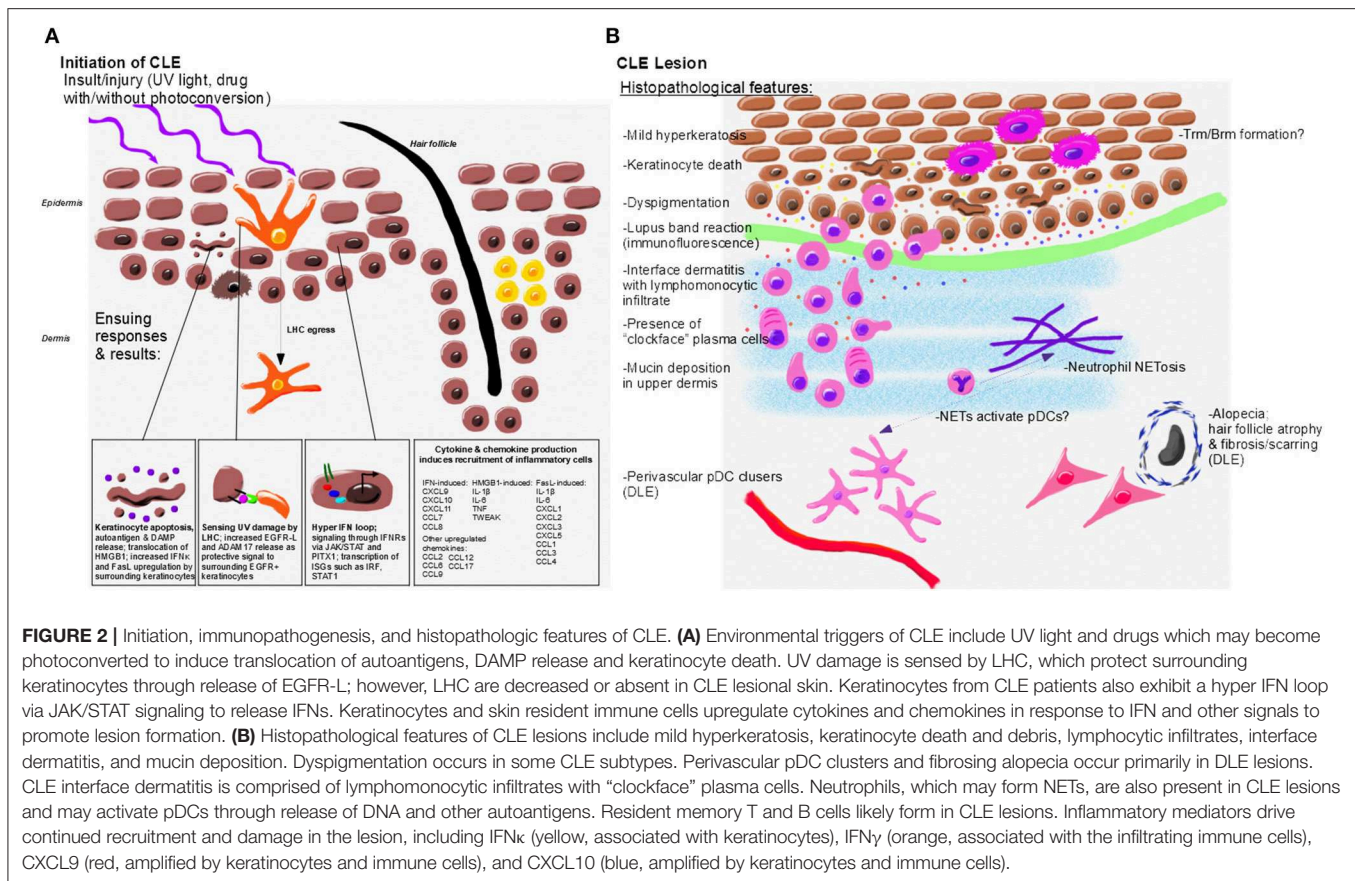 A
Initiation of CLE
Insult/injury (UV light, drug
with/without photoconversion)
Hair follicle
Epidermis
Dermis
Ensuing
responses
& results:
LHC egress
Keratinocyte apoptosis,
autoantigen & DAMP
release; translocation of
HMGB1; increased IFNκ
and FasL upregulation by
surrounding keratinocytes
Sensing UV damage by
LHC; increased EGFR-L
and ADAM17 release as
protective signal to
surrounding EGFR+
keratinocytes
Hyper IFN loop;
signaling through IFNRs
via JAK/STAT and
PITX1; transcription of
ISGs such as IRF,
STAT1
Cytokine & chemokine production
induces recruitment of inflammatory cells
IFN-induced:
CXCL9
CXCL10
CXCL11
CCL7
CCL8
Other upregulated
chemokines:
CCL2 CCL12
CCL6 CCL17
CCL9
HMGB1-induced:
IL-1β
IL-6
TNF
TWEAK
FasL-induced:
IL-1β
IL-6
CXCL1
CXCL2
CXCL3
CXCL5
CCL1
CCL3
CCL4
B
CLE Lesion
Histopathological features:
-Mild hyperkeratosis
-Trm/Brm formation?
-Keratinocyte death
-Dyspigmentation
-Lupus band reaction
(immunofluorescence)
-Interface dermatitis
with lymphomonocytic
infiltrate
-Presence of
"clockface" plasma cells
-Mucin deposition
in upper dermis
-Neutrophil NETosis
-NETs activate pDCs?
-Alopecia;
hair follicle atrophy
& fibrosis/scarring
(DLE)
-Perivascular pDC clusers
(DLE)
FIGURE 2 | Initiation, immunopathogenesis, and histopathologic features of CLE. (A) Environmental triggers of CLE include UV light and drugs which may become
photoconverted to induce translocation of autoantigens, DAMP release and keratinocyte death. UV damage is sensed by LHC, which protect surrounding
keratinocytes through release of EGFR-L; however, LHC are decreased or absent in CLE lesional skin. Keratinocytes from CLE patients also exhibit a hyper IFN loop
via JAK/STAT signaling to release IFNs. Keratinocytes and skin resident immune cells upregulate cytokines and chemokines in response to IFN and other signals to
promote lesion formation. (B) Histopathological features of CLE lesions include mild hyperkeratosis, keratinocyte death and debris, lymphocytic infiltrates, interface
dermatitis, and mucin deposition. Dyspigmentation occurs in some CLE subtypes. Perivascular pDC clusters and fibrosing alopecia occur primarily in DLE lesions.
CLE interface dermatitis is comprised of lymphomonocytic infiltrates with “clockface” plasma cells. Neutrophils, which may form NETs, are also present in CLE lesions
and may activate pDCs through release of DNA and other autoantigens. Resident memory T and B cells likely form in CLE lesions. Inflammatory mediators drive
continued recruitment and damage in the lesion, including IFNκ (yellow, associated with keratinocytes), IFNγ (orange, associated with the infiltrating immune cells),
CXCL9 (red, amplified by keratinocytes and immune cells), and CXCL10 (blue, amplified by keratinocytes and immune cells).